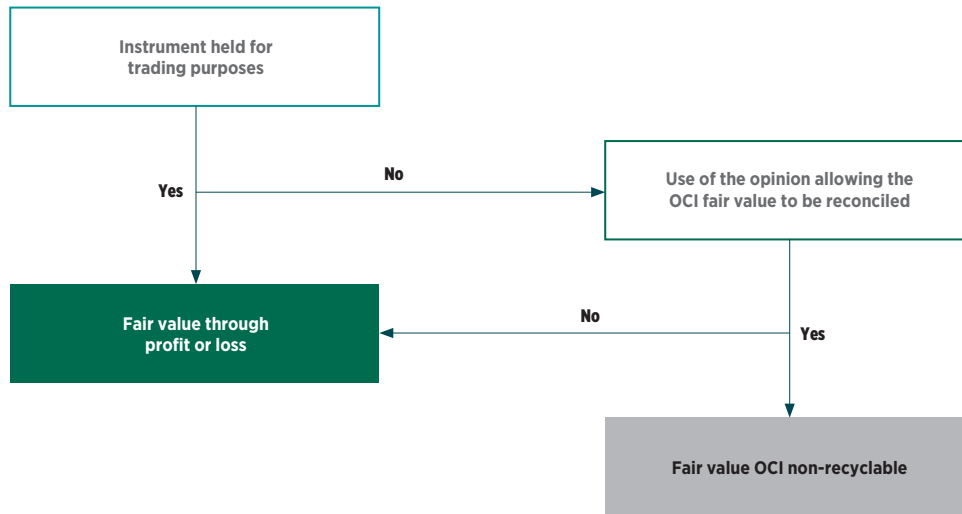 Instrument held for
trading purposes
No
Yes
Use of the opinion allowing the
OCI fair value to be reconciled
Fair value through
profit or loss
No
Yes
Fair value OCI non-recyclable